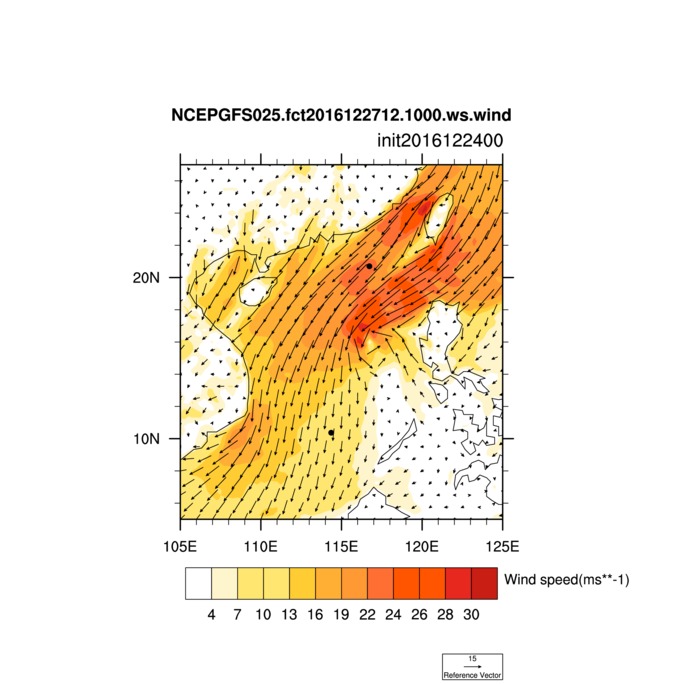 NCEPGFS025.fct2016122712.1000.ws.wind
init2016122400
20N
10N
105E 110E 115E 120E 125E
Wind speed(ms**-1)
4 7 10 13 16 19 22 24 26 28 30
15
Reference Vector